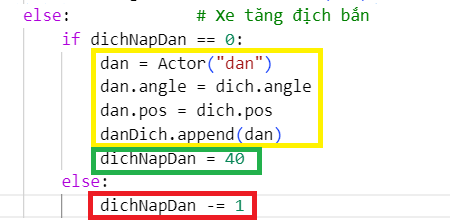 else:            # Xe tăng địch bắn
    if dichNapDan == 0:
        dan = Actor("dan")
        dan.angle = dich.angle
        dan.pos = dich.pos
        danDich.append(dan)
        dichNapDan = 40
    else:
        dichNapDan -= 1